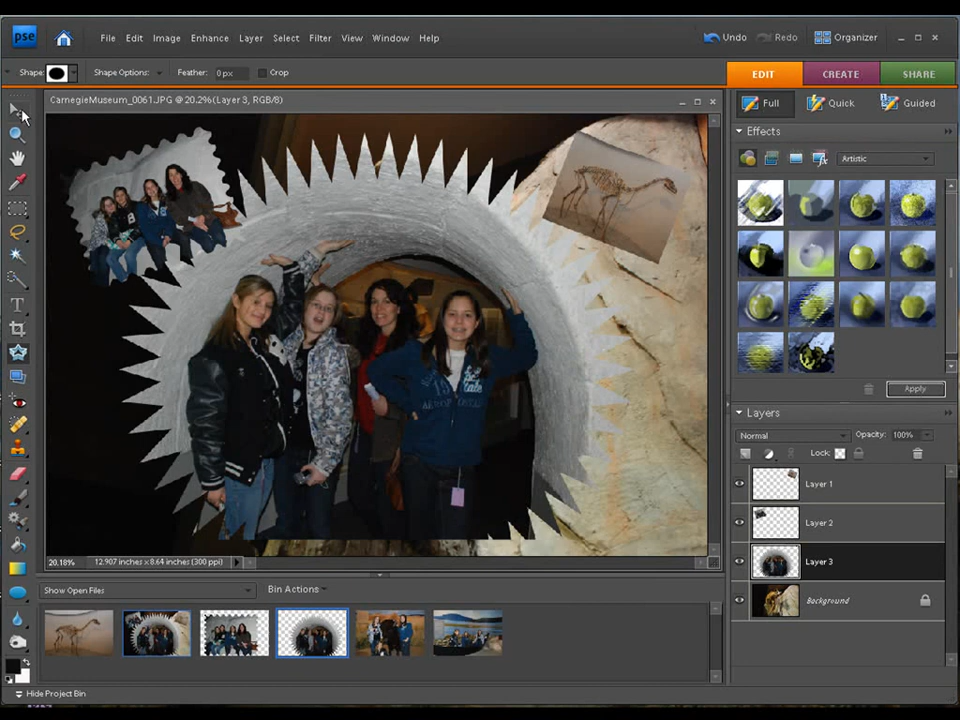 pse File Edit Image Enhance Layer Select Filter View Window Help Undo Redo Organizer
Shape: Shape Options: Feather: 0 px Crop EDIT CREATE SHARE
CarnegieMuseum_0061.JPG @ 20.2%(Layer 3, RGB/8)
Full Quick Guided
Effects
Artistic
Apply
Layers
Normal Opacity: 100%
Lock:
Layer 1
Layer 2
Layer 3
Background
20.18% 12.907 inches x 8.64 inches (300 ppi)
Show Open Files Bin Actions
Hide Project Bin